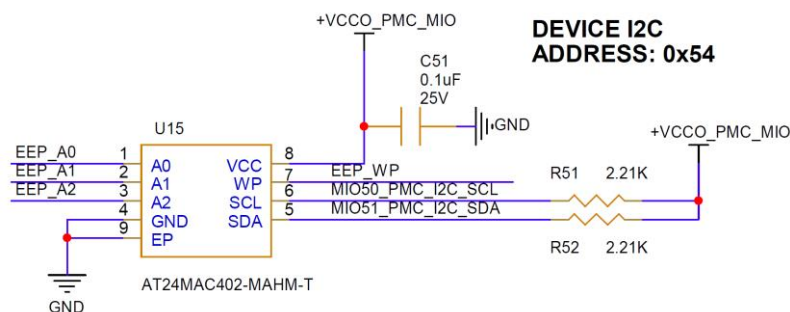 +VCCO_PMC_MIO
DEVICE I2C
ADDRESS: 0x54
C51
0.1uF
25V
GND
+VCCO_PMC_MIO
U15
EEP_A0 1 A0 VCC 8
EEP_A1 2 A1 WP 7 EEP_WP
EEP_A2 3 A2 SCL 6 MIO50_PMC_I2C_SCL
4 GND SDA 5 MIO51_PMC_I2C_SDA
9 EP
R51 2.21K
R52 2.21K
AT24MAC402-MAHM-T
GND